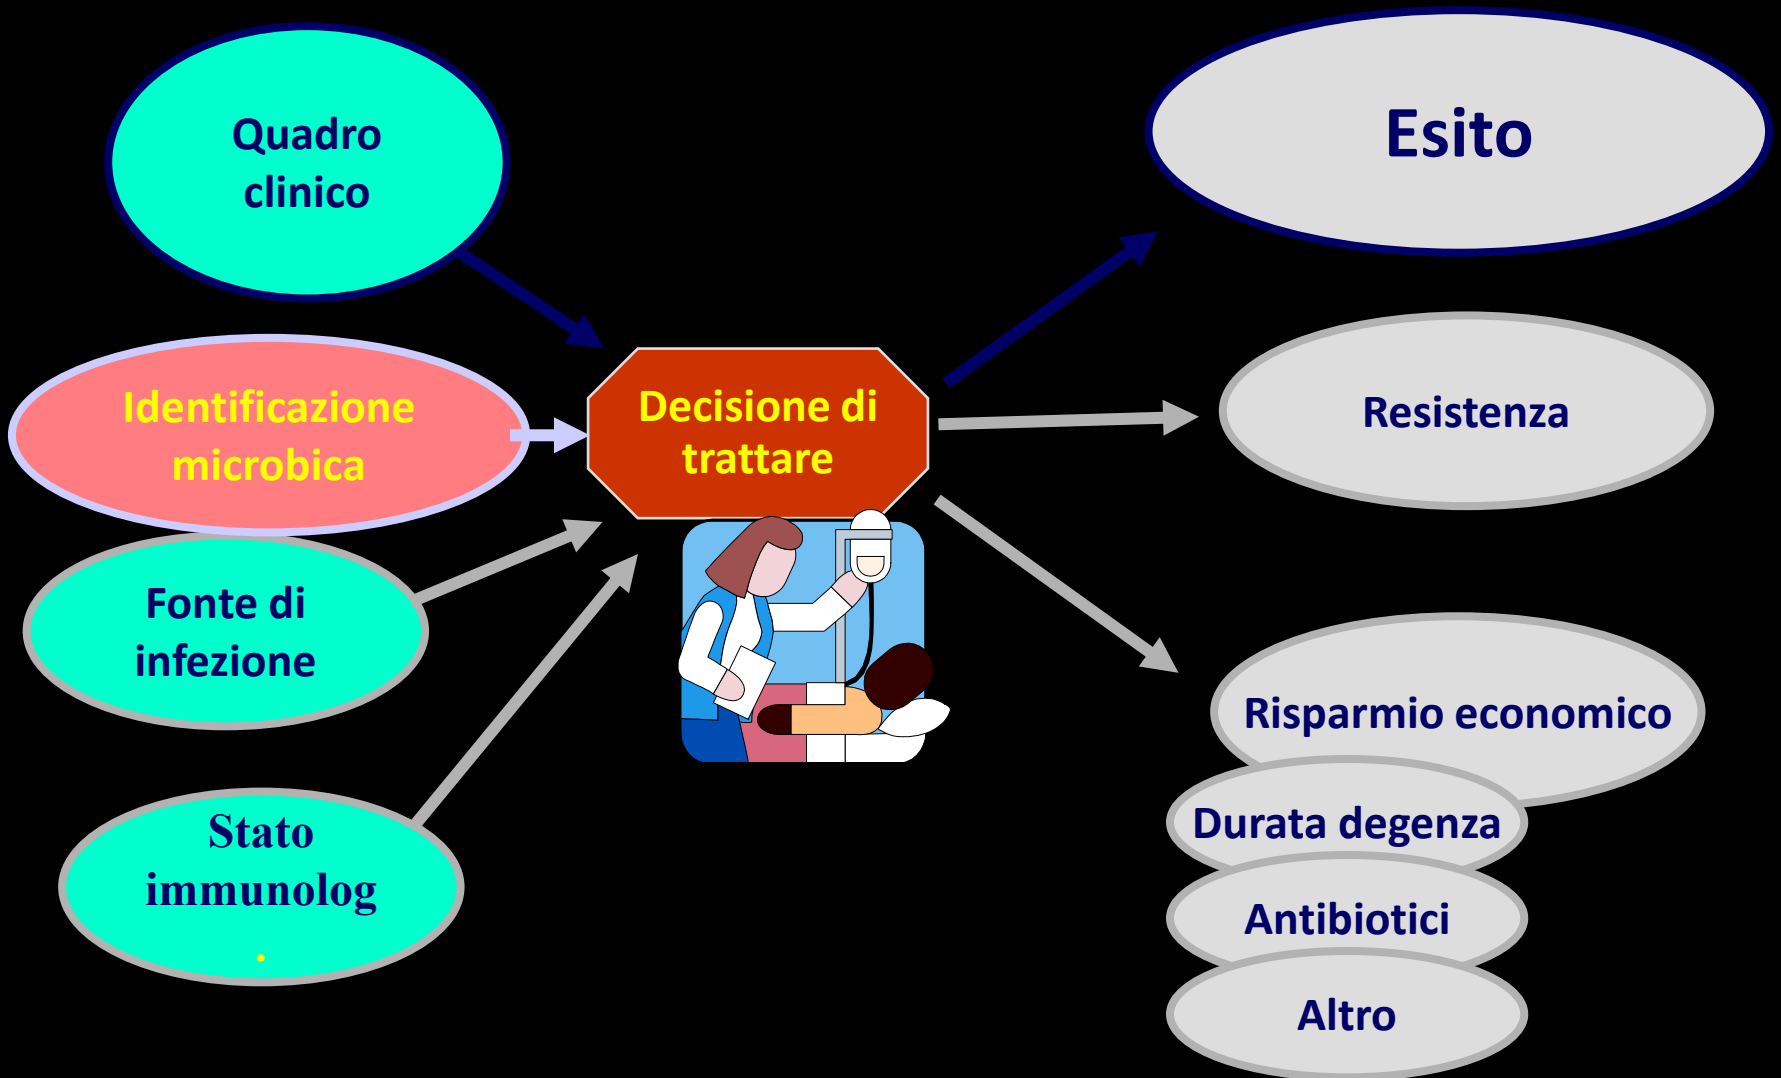 Quadro
clinico
Identificazione
microbica
Fonte di
infezione
Stato
immunolog
.
Decisione di
trattare
Esito
Resistenza
Risparmio economico
Durata degenza
Antibiotici
Altro